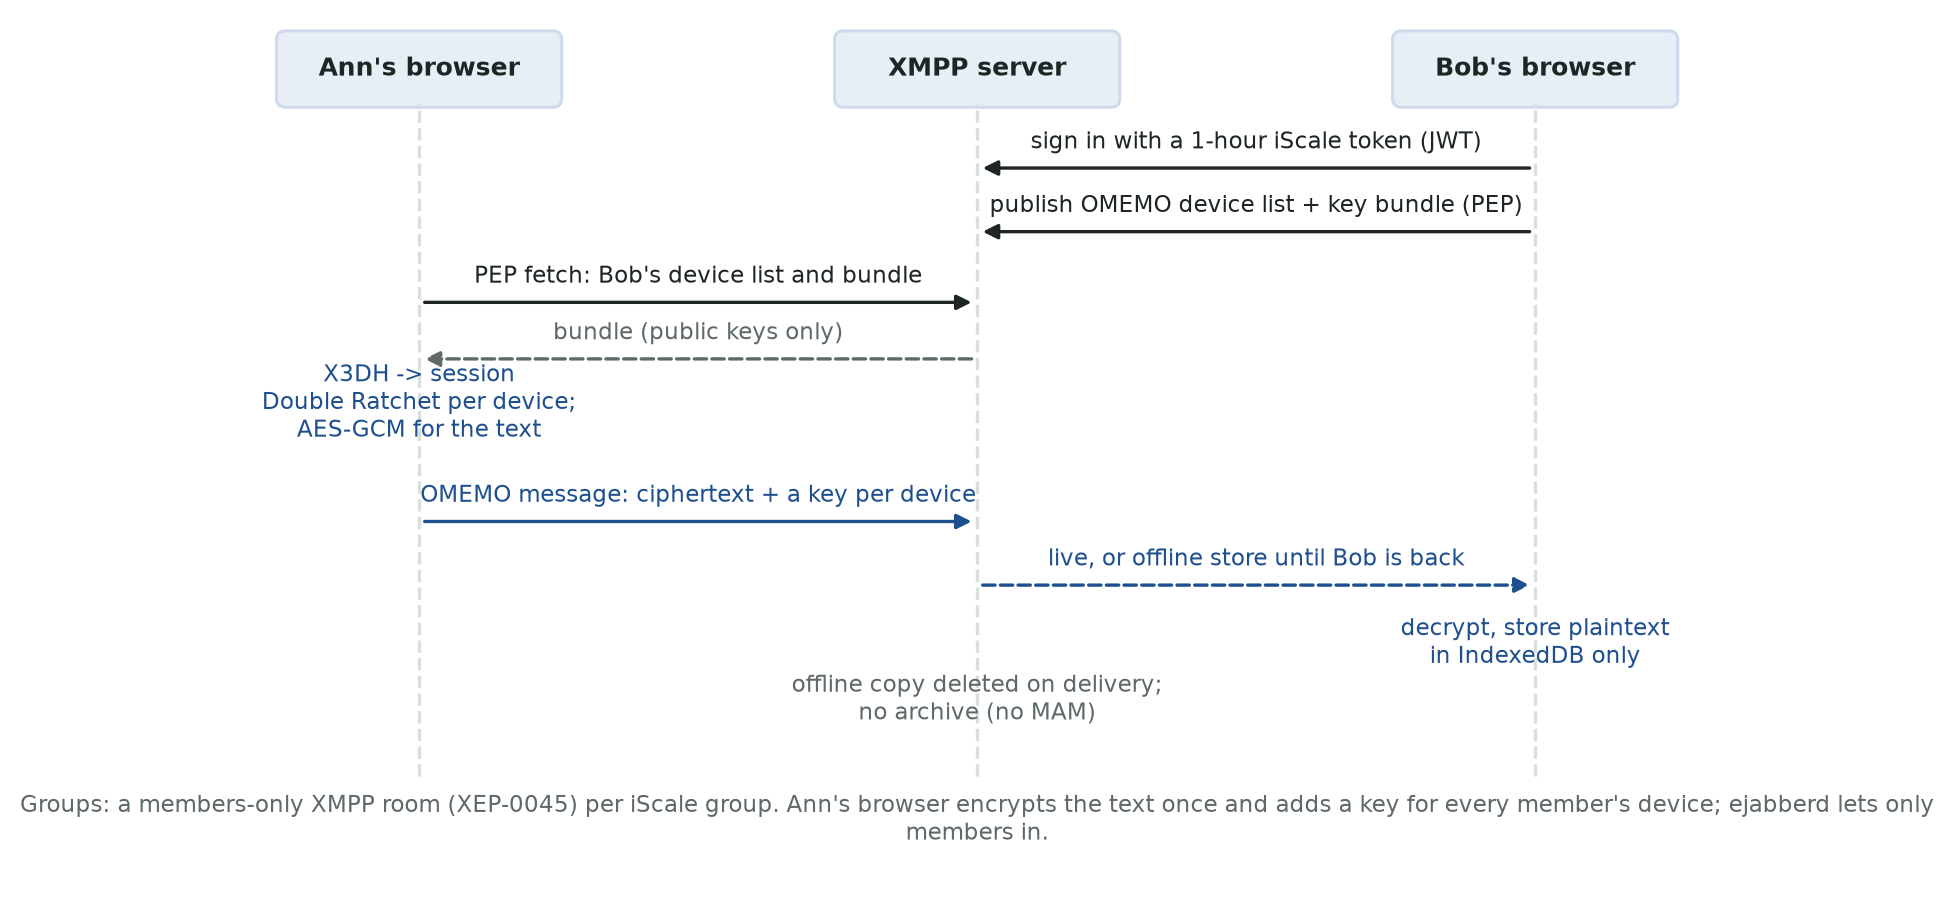 Ann's browser
XMPP server
Bob's browser
sign in with a 1-hour iScale token (JWT)
publish OMEMO device list + key bundle (PEP)
PEP fetch: Bob's device list and bundle
bundle (public keys only)
X3DH -> session
Double Ratchet per device;
AES-GCM for the text
OMEMO message: ciphertext + a key per device
live, or offline store until Bob is back
decrypt, store plaintext
in IndexedDB only
offline copy deleted on delivery;
no archive (no MAM)
Groups: a members-only XMPP room (XEP-0045) per iScale group. Ann's browser encrypts the text once and adds a key for every member's device; ejabberd lets only
members in.